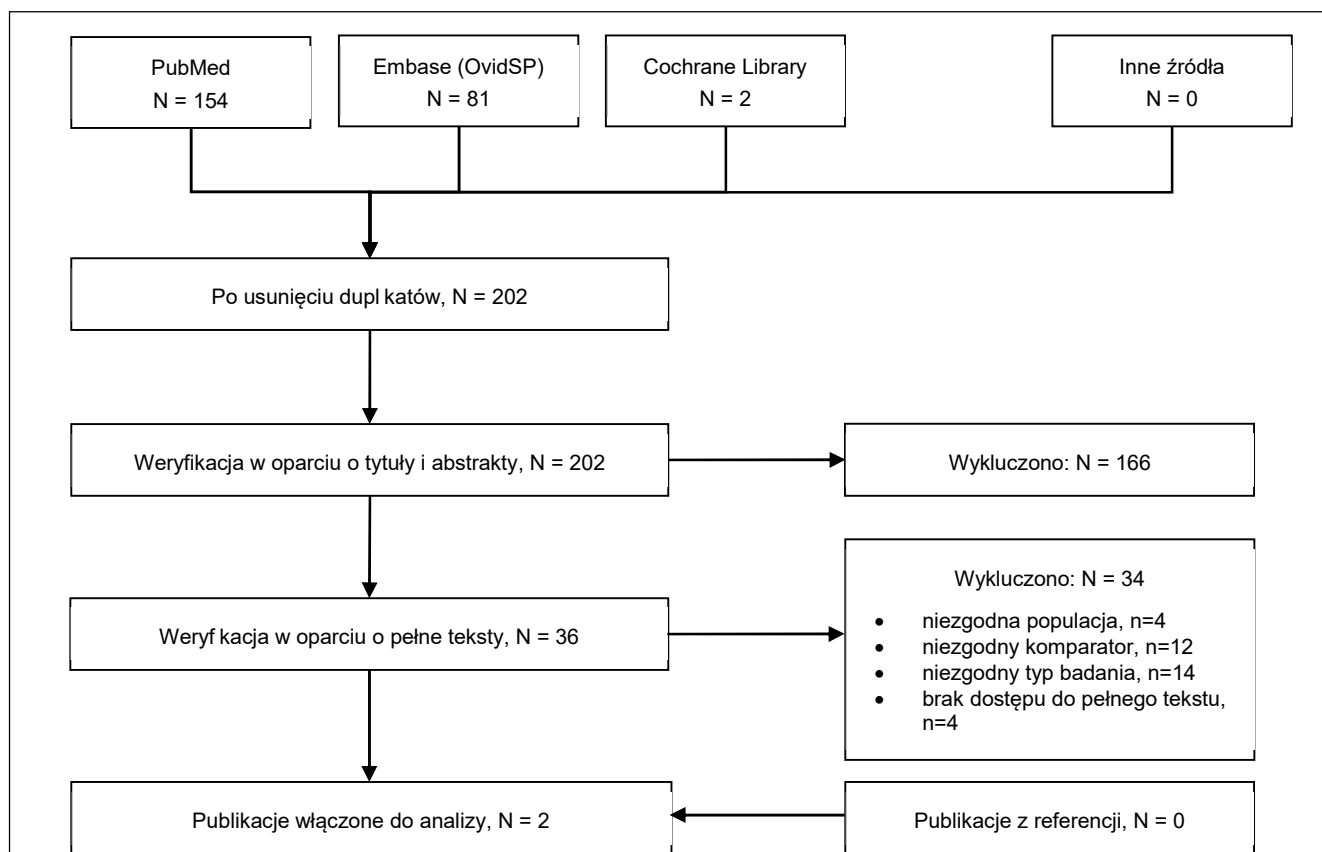 PubMed
N = 154
Embase (OvidSP)
N = 81
Cochrane Library
N = 2
Inne źródła
N = 0
Po usunięciu dupl katów, N = 202
Weryfikacja w oparciu o tytuły i abstrakty, N = 202
Wykluczono: N = 166
Weryf kacja w oparciu o pełne teksty, N = 36
Wykluczono: N = 34
• niezgodna populacja, n=4
• niezgodny komparator, n=12
• niezgodny typ badania, n=14
• brak dostępu do pełnego tekstu,
n=4
Publikacje włączone do analizy, N = 2
Publikacje z referencji, N = 0